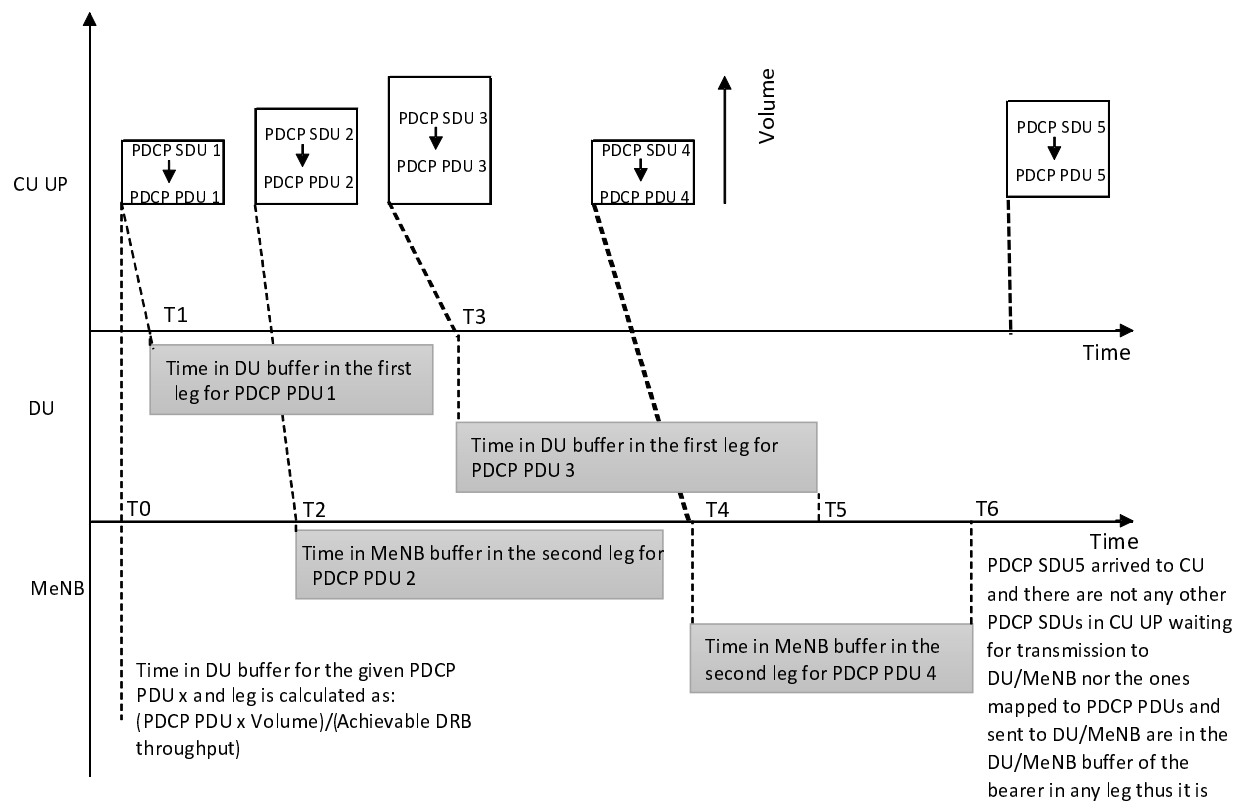 Volume
PDCP SDU 1
PDCP PDU 1
PDCP SDU 2
PDCP PDU 2
PDCP SDU 3
PDCP PDU 3
PDCP SDU 4
PDCP PDU 4
PDCP SDU 5
PDCP PDU 5
CU UP
T1
T3
Time
Time in DU buffer in the first
leg for PDCP PDU 1
DU
Time in DU buffer in the first leg for
PDCP PDU 3
T0
T2
T4
T5
T6
Time
Time in MeNB buffer in the second leg for
PDCP PDU 2
MeNB
Time in MeNB buffer in the
second leg for PDCP PDU 4
Time in DU buffer for the given PDCP
PDU x and leg is calculated as:
(PDCP PDU x Volume)/(Achievable DRB
throughput)
PDCP SDU5 arrived to CU
and there are not any other
PDCP SDUs in CU UP waiting
for transmission to
DU/MeNB nor the ones
mapped to PDCP PDUs and
sent to DU/MeNB are in the
DU/MeNB buffer of the
bearer in any leg thus it is